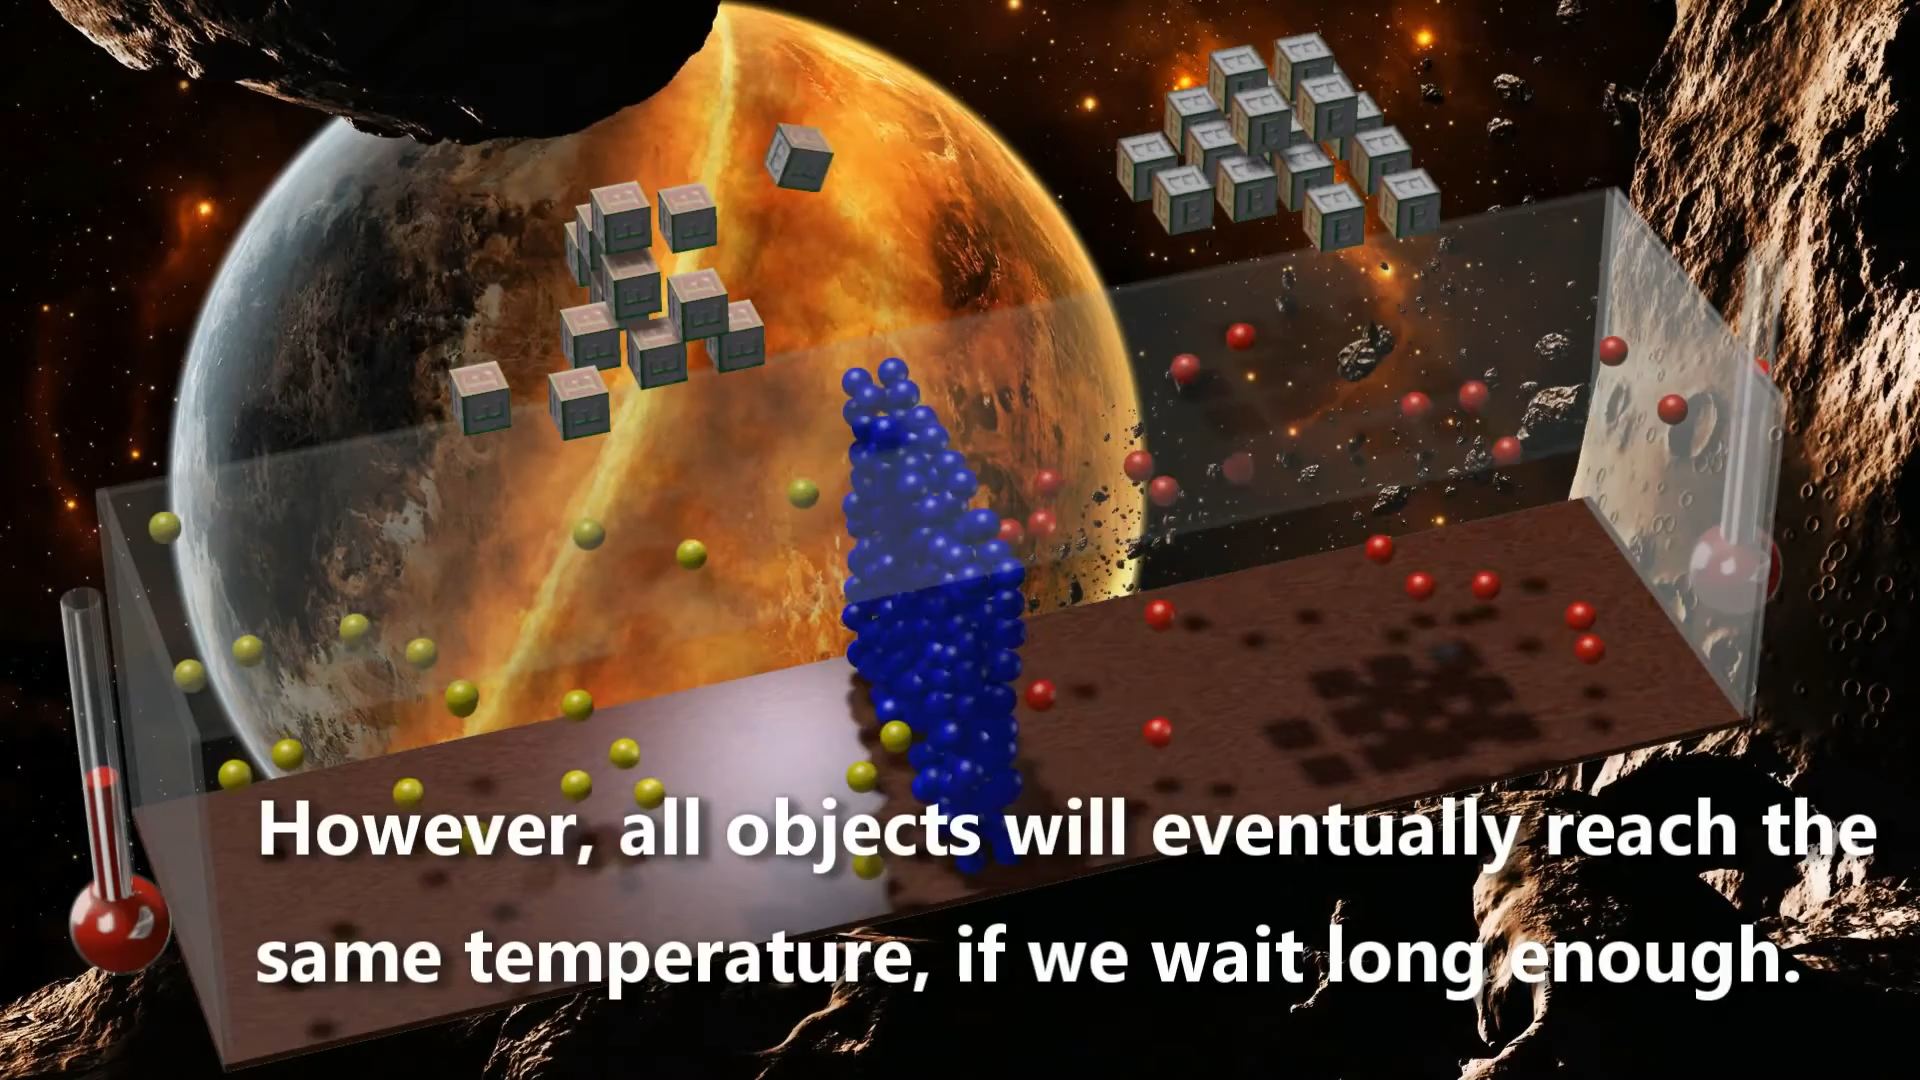 However, all objects will eventually reach the
same temperature, if we wait long enough.